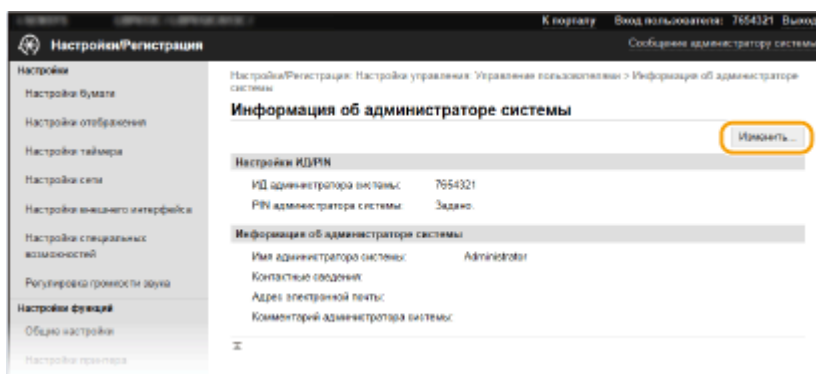 К порталу Вход пользователя: 7654321 Выход
Настройки/Регистрация
Сообщение администратору системы
Настройки
Настройки бумаги
Настройки отображения
Настройки таймера
Настройки сети
Настройки внешнего интерфейса
Настройки специальных
возможностей
Регулировка громкости звука
Настройки функций
Общие настройки
Настройки принтера
Настройки/Регистрация: Настройки управления: Управление пользователями > Информация об администраторе
системы
Информация об администраторе системы
Изменить...
Настройки ИД/PIN
ИД администратора системы: 7654321
PIN администратора системы: Задано.
Информация об администраторе системы
Имя администратора системы: Administrator
Контактные сведения:
Адрес электронной почты:
Комментарий администратора системы: